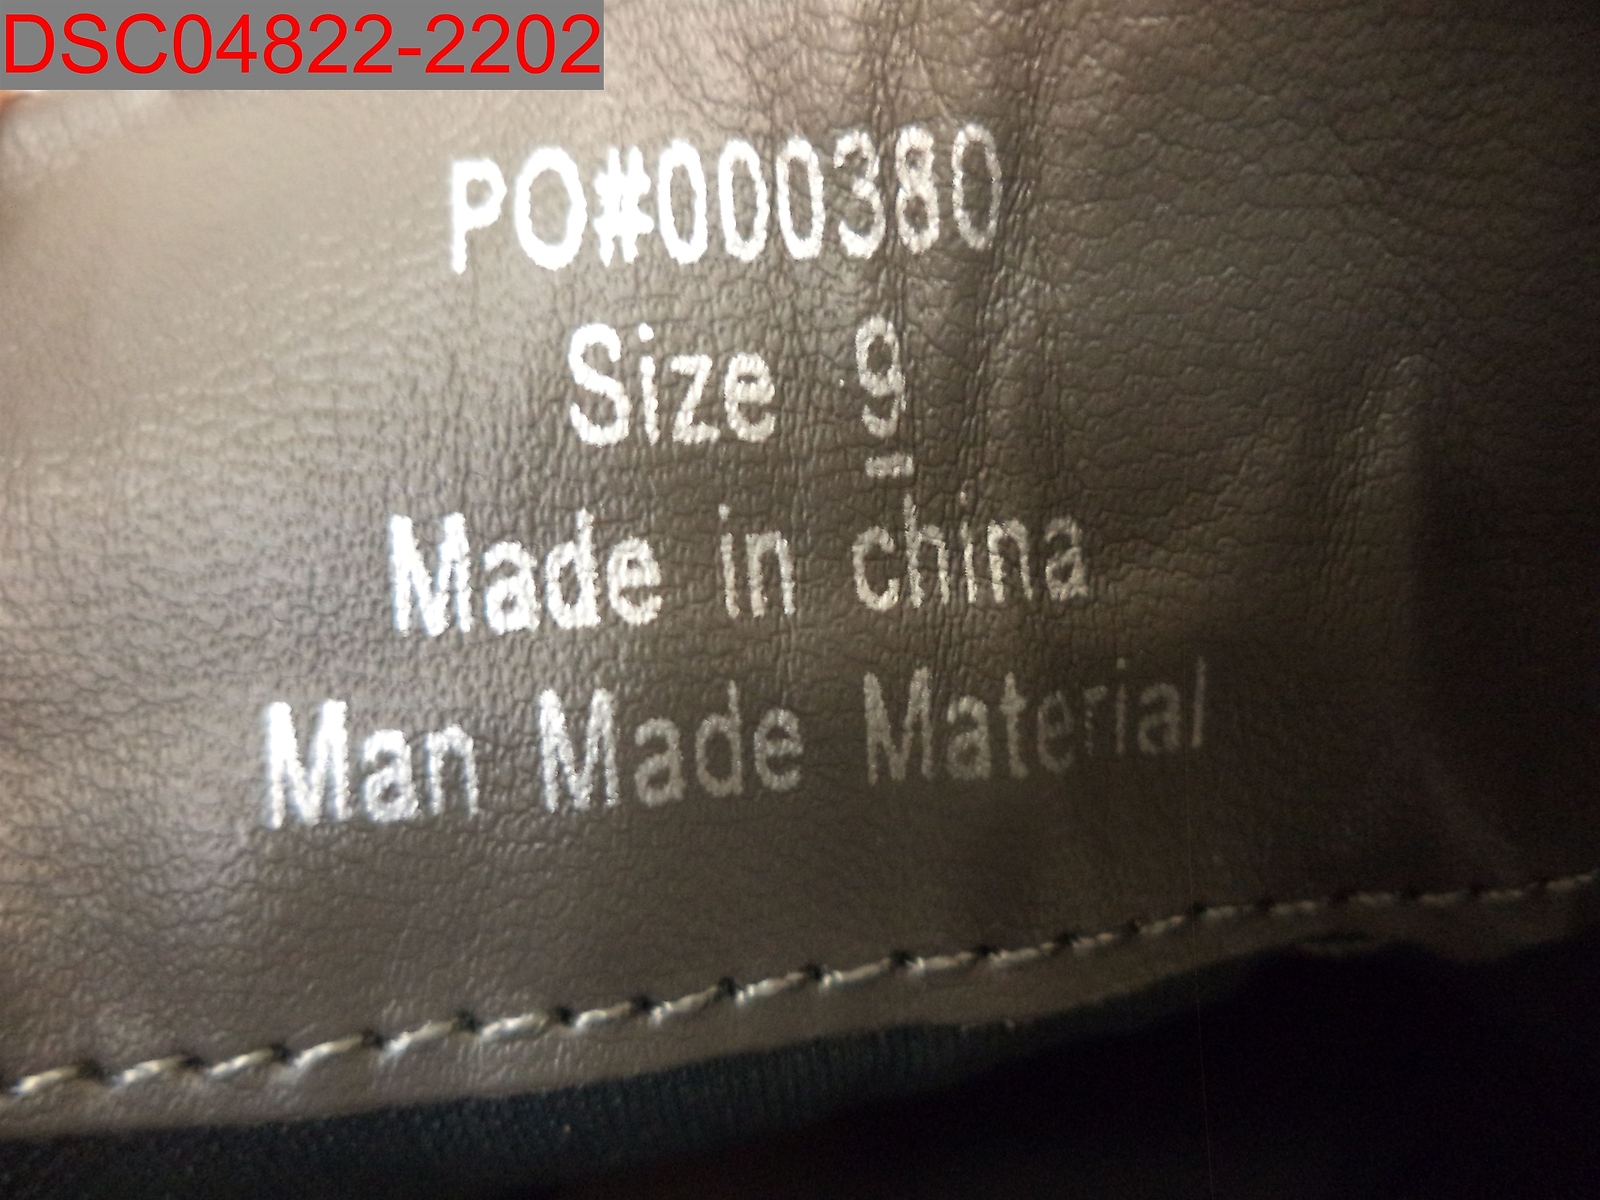 DSC04822-2202
PO#000380
Size 9
Made in china
Man Made Material